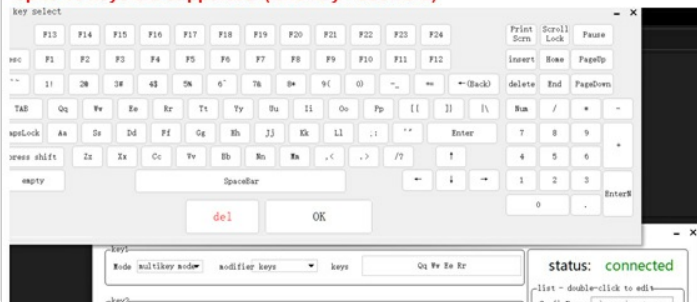 key select
F13 F14 F15 F16 F17 F18 F19 F20 F21 F22 F23 F24 Print Scrn Scroll Lock Pause
F1 F2 F3 F4 F5 F6 F7 F8 F9 F10 F11 F12 insert Home PageUp
1! 2@ 3# 4$ 5% 6^ 7& 8* 9( 0) -_ =+ ←(Back) delete End PageDown
TAB Qq Ww Ee Rr Tt Yy Uu Ii Oo Pp [{ ]} |\ Num / * -
apsLock Aa Ss Dd Ff Gg Hh Jj Kk Ll ;: '" Enter 7 8 9 +
press shift Zz Xx Cc Vv Bb Nn Mm ,< .> /? ↑ 4 5 6
empty SpaceBar ← ↓ → 1 2 3 EnterN
0 .
del OK
key1
Mode multikey mode modifier keys keys Qq Ww Ee Rr
status: connected
list - double-click to edit
key2